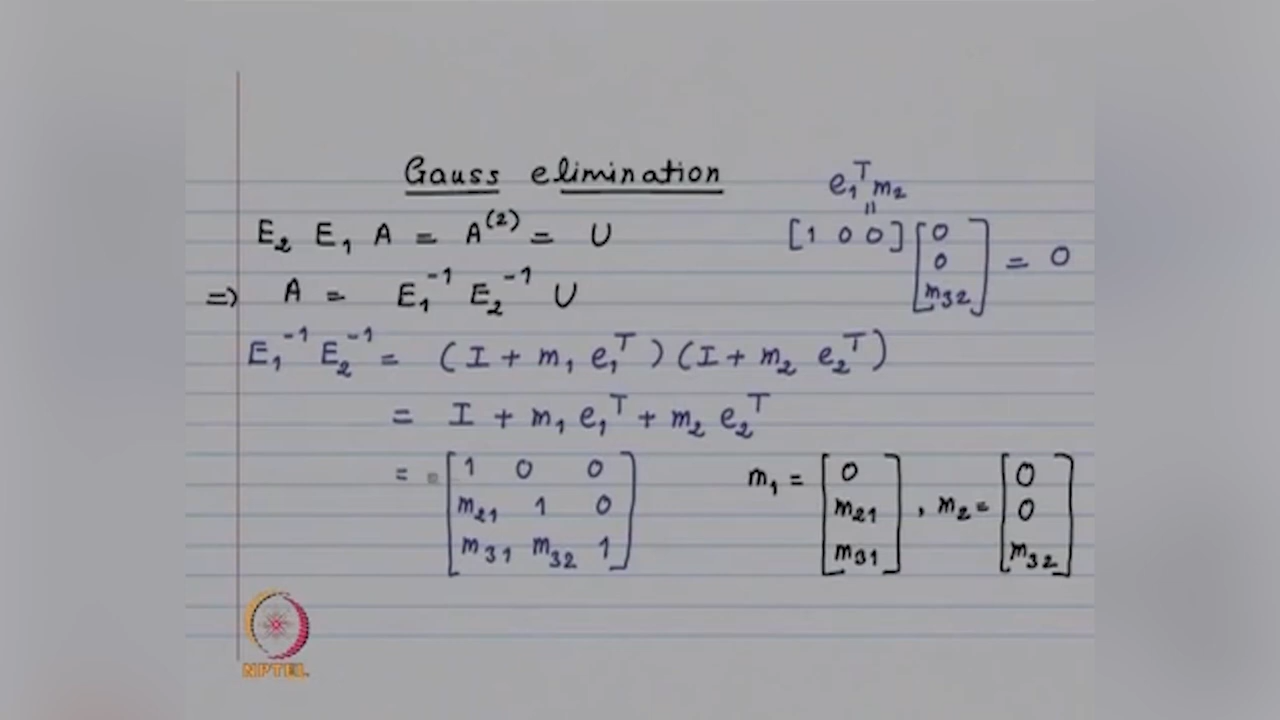 Gauss elimination
E₂ E₁ A = A⁽²⁾ = U
⇒ A = E₁⁻¹ E₂⁻¹ U
e₁ᵀ m₂
=
[1 0 0] [0 0 m₃₂] = 0
E₁⁻¹ E₂⁻¹ = (I + m₁ e₁ᵀ) (I + m₂ e₂ᵀ)
= I + m₁ e₁ᵀ + m₂ e₂ᵀ
= [1 0 0
m₂₁ 1 0
m₃₁ m₃₂ 1]
m₁ = [0 m₂₁ m₃₁] , m₂ = [0 0 m₃₂]
NPTEL